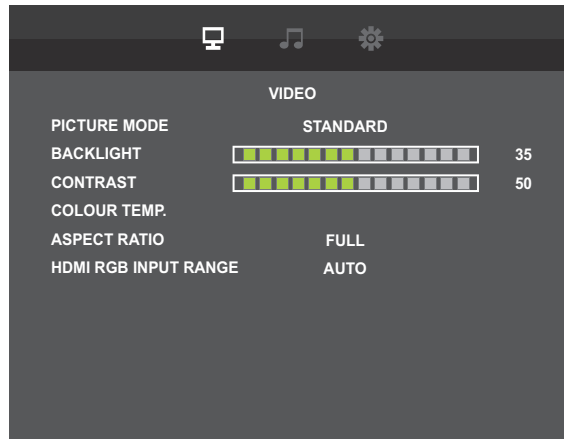 VIDEO
PICTURE MODE STANDARD
BACKLIGHT 35
CONTRAST 50
COLOUR TEMP.
ASPECT RATIO FULL
HDMI RGB INPUT RANGE AUTO